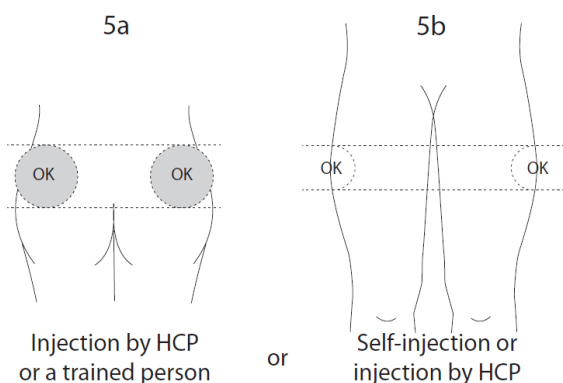 5a
5b
OK
OK
OK
OK
Injection by HCP
or a trained person
or
Self-injection or
injection by HCP